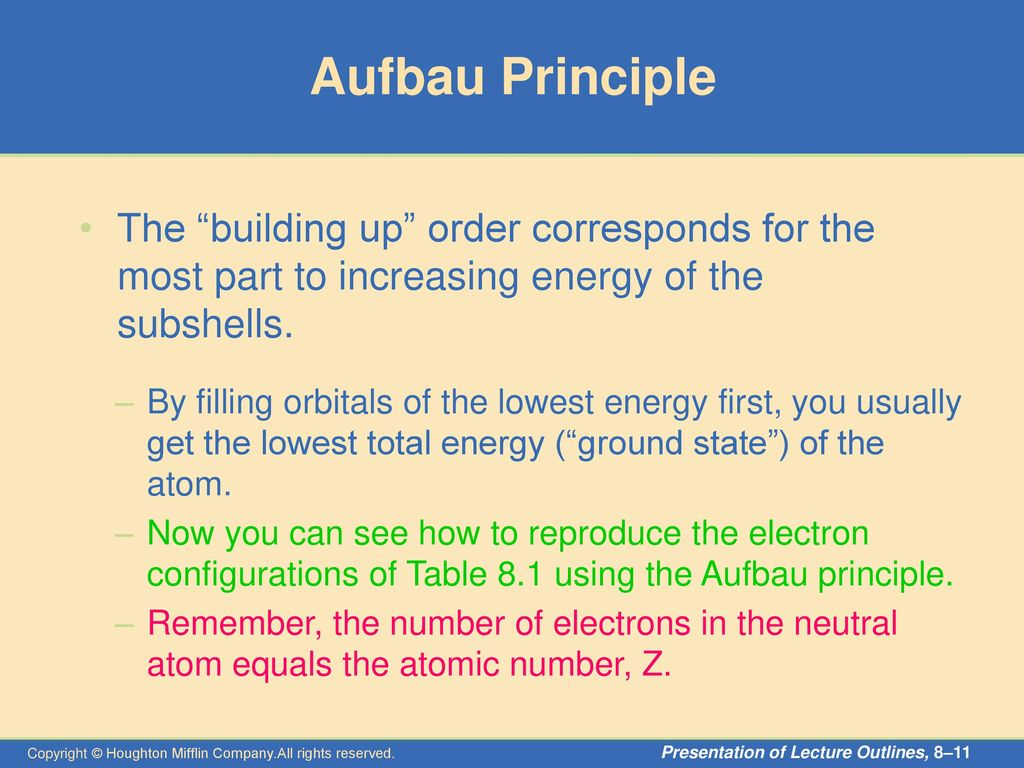 Aufbau Principle
• The “building up” order corresponds for the
most part to increasing energy of the
subshells.
– By filling orbitals of the lowest energy first, you usually
get the lowest total energy (“ground state”) of the
atom.
– Now you can see how to reproduce the electron
configurations of Table 8.1 using the Aufbau principle.
– Remember, the number of electrons in the neutral
atom equals the atomic number, Z.
Copyright © Houghton Mifflin Company.All rights reserved.
Presentation of Lecture Outlines, 8–11